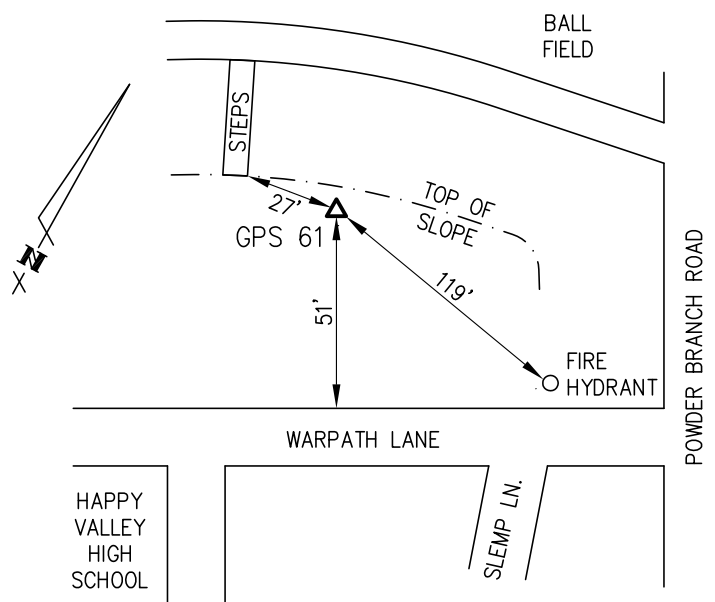 BALL
FIELD
STEPS
TOP OF
SLOPE
27'
GPS 61
N
119'
51'
FIRE
HYDRANT
POWDER BRANCH ROAD
WARPATH LANE
HAPPY
VALLEY
HIGH
SCHOOL
SLEMP LN.